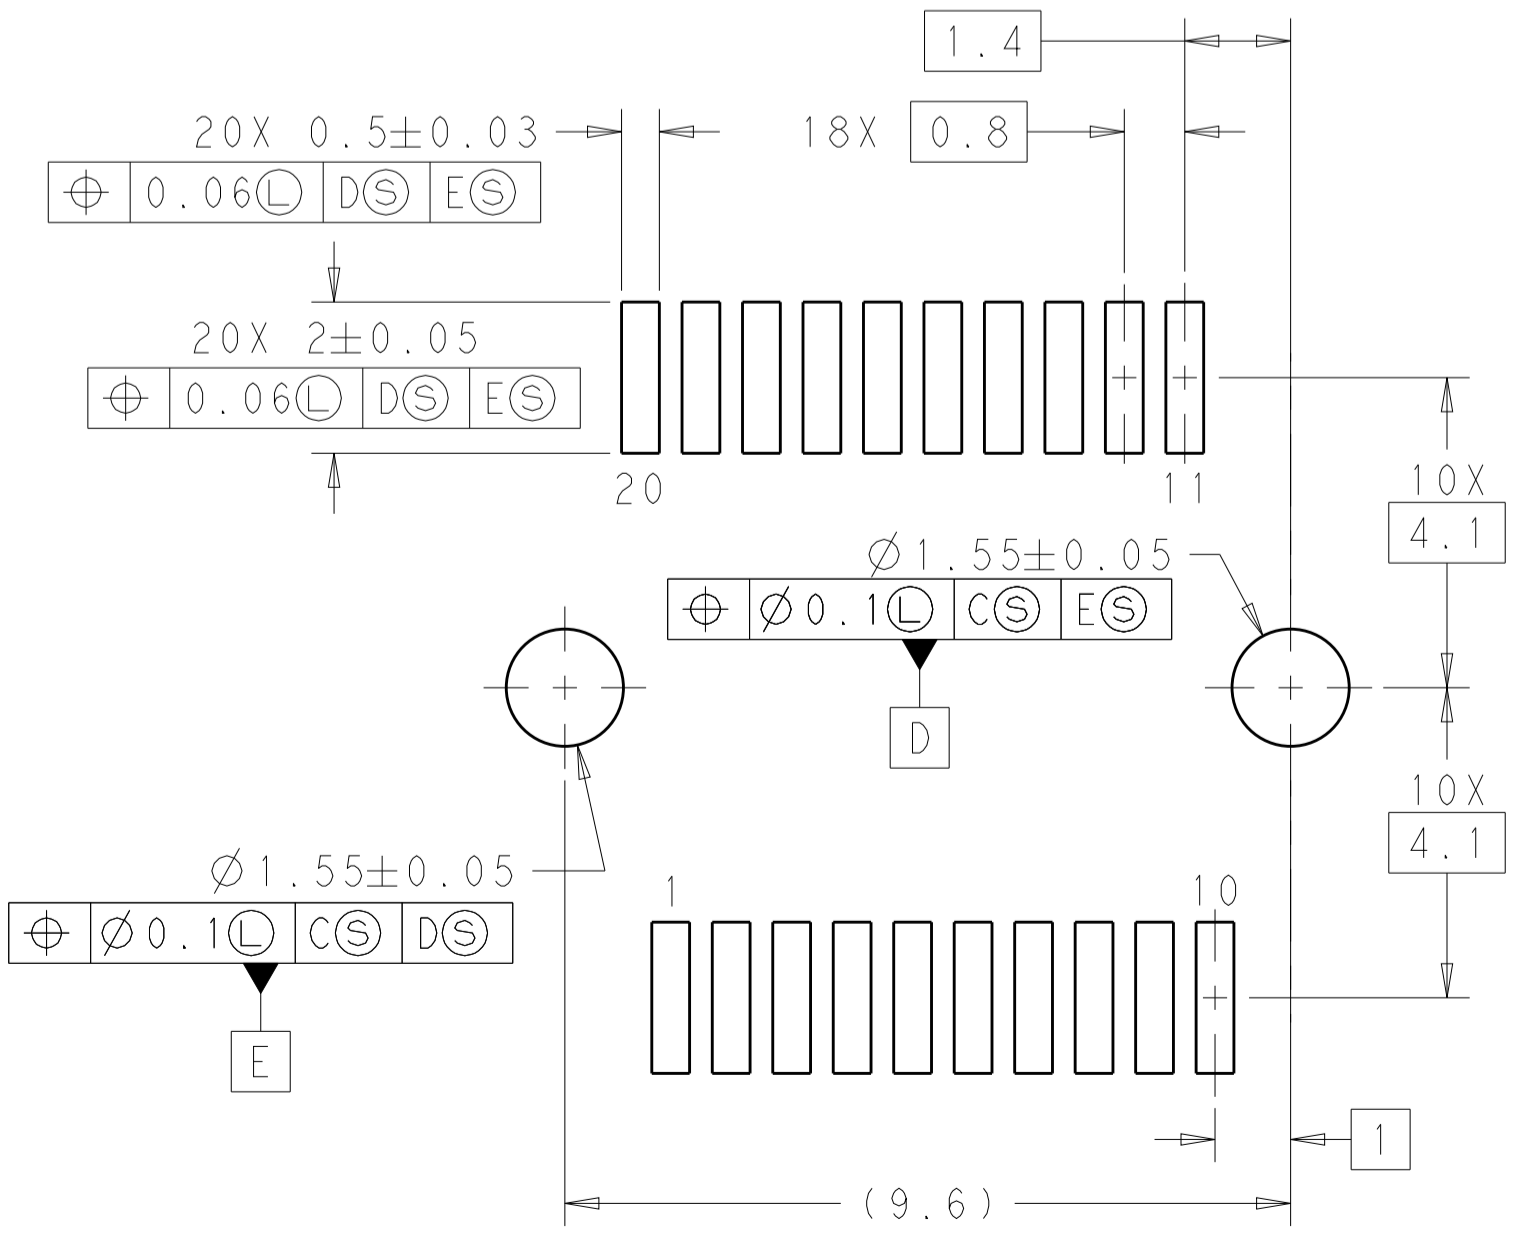 1.4
20X 0.5±0.03
18X 0.8
⌖ 0.06Ⓛ DⓈ EⓈ
20X 2±0.05
⌖ 0.06Ⓛ DⓈ EⓈ
20
11
10X
4.1
Ø1.55±0.05
⌖ Ø0.1Ⓛ CⓈ EⓈ
D
10X
4.1
Ø1.55±0.05
⌖ Ø0.1Ⓛ CⓈ DⓈ
E
1
10
1
(9.6)